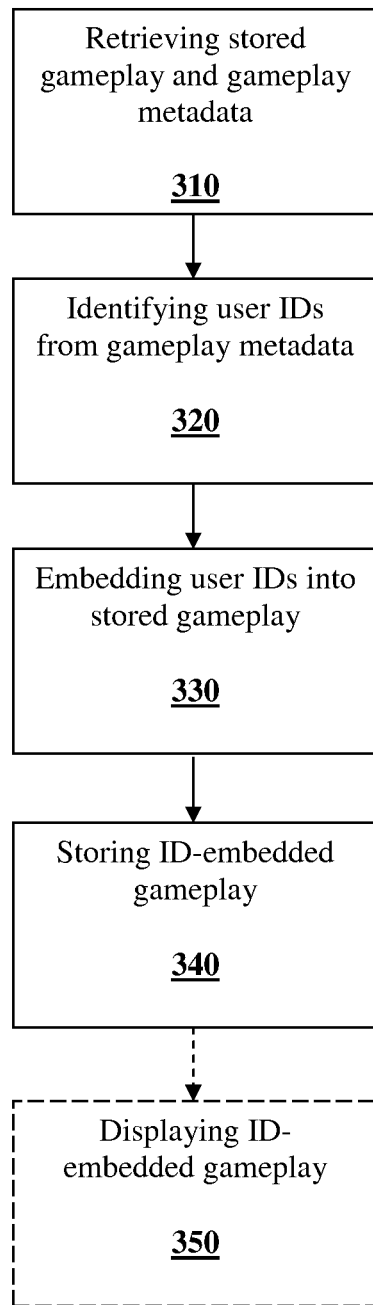 Retrieving stored
gameplay and gameplay
metadata
310
Identifying user IDs
from gameplay metadata
320
Embedding user IDs into
stored gameplay
330
Storing ID-embedded
gameplay
340
Displaying ID-
embedded gameplay
350